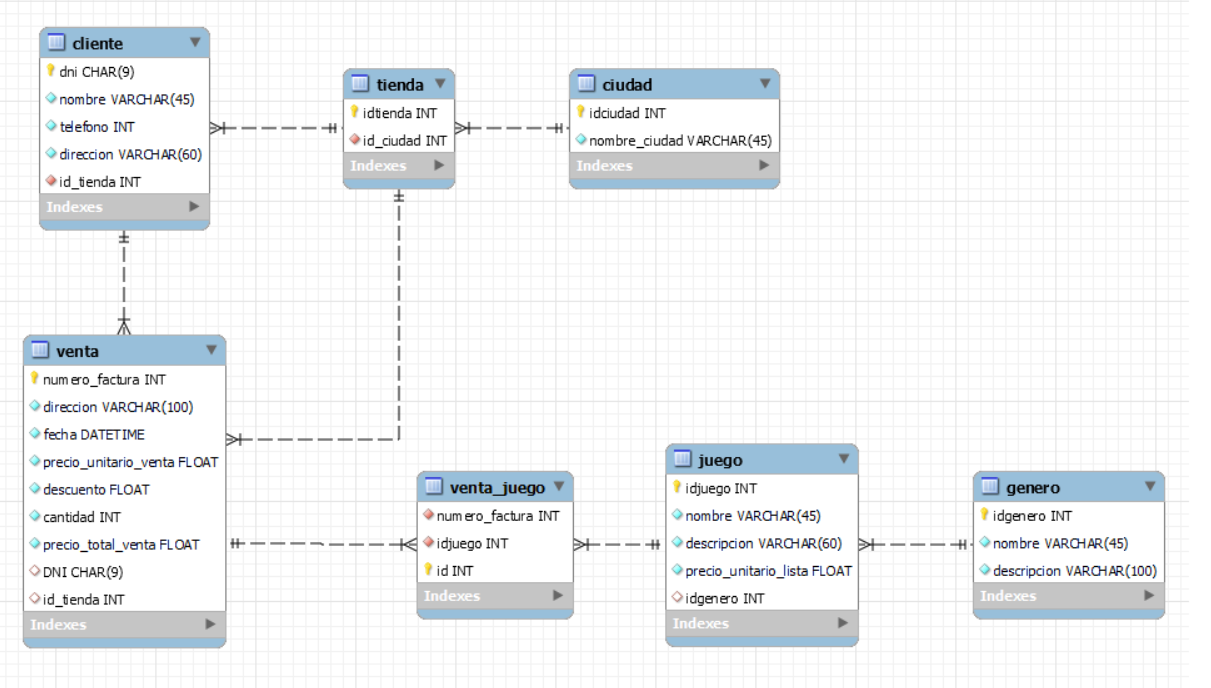 cliente
dni CHAR(9)
nombre VARCHAR(45)
telefono INT
direccion VARCHAR(60)
id_tienda INT
Indexes
tienda
idtienda INT
id_ciudad INT
Indexes
ciudad
idciudad INT
nombre_ciudad VARCHAR(45)
Indexes
venta
numero_factura INT
direccion VARCHAR(100)
fecha DATETIME
precio_unitario_venta FLOAT
descuento FLOAT
cantidad INT
precio_total_venta FLOAT
DNI CHAR(9)
id_tienda INT
Indexes
venta_juego
numero_factura INT
idjuego INT
id INT
Indexes
juego
idjuego INT
nombre VARCHAR(45)
descripcion VARCHAR(60)
precio_unitario_lista FLOAT
idgenero INT
Indexes
genero
idgenero INT
nombre VARCHAR(45)
descripcion VARCHAR(100)
Indexes